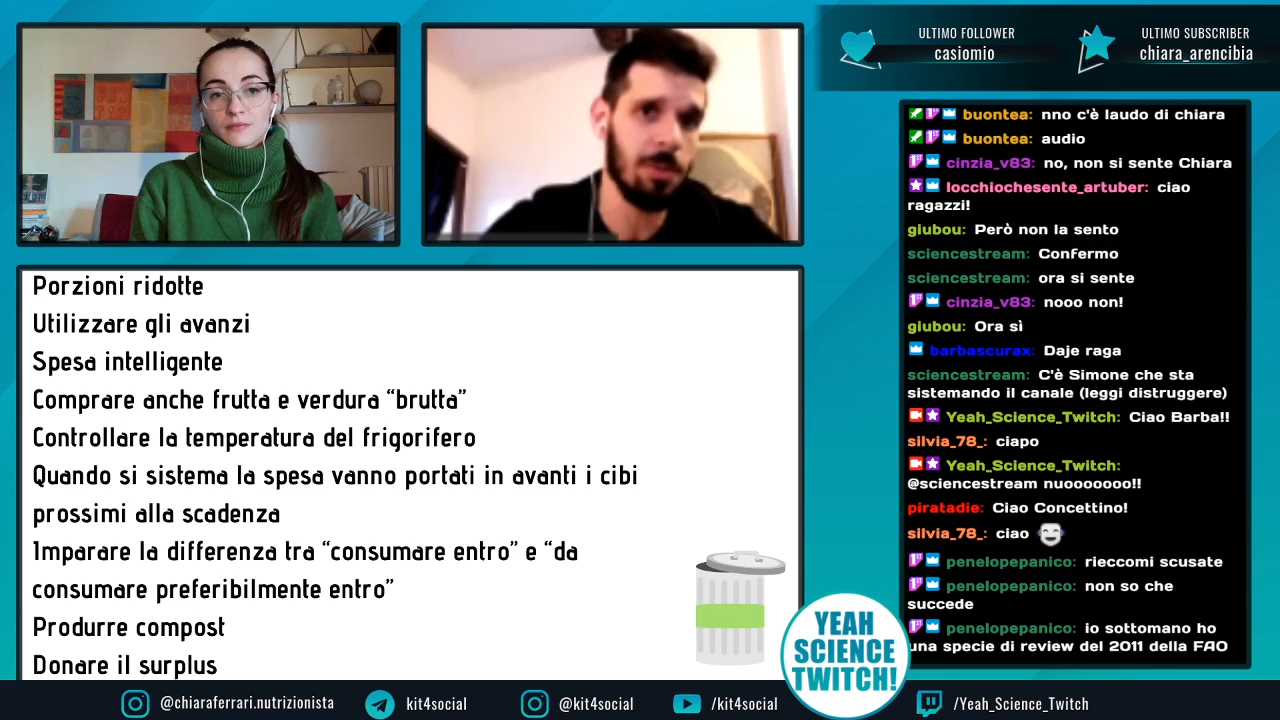 ULTIMO FOLLOWER
casiomio
ULTIMO SUBSCRIBER
chiara_arencibia
buontea: nno c'è laudo di chiara
buontea: audio
cinzia_v83: no, non si sente Chiara
locchiochesente_artuber: ciao
ragazzi!
giubou: Però non la sento
sciencestream: Confermo
sciencestream: ora si sente
cinzia_v83: nooo non!
giubou: Ora sì
barbascurax: Daje raga
sciencestream: C'è Simone che sta
sistemando il canale (leggi distruggere)
Yeah_Science_Twitch: Ciao Barba!!
silvia_78_: ciapo
Yeah_Science_Twitch:
@sciencestream nuooooooo!!
piratadie: Ciao Concettino!
silvia_78_: ciao
penelopepanico: rieccomi scusate
penelopepanico: non so che
succede
penelopepanico: io sottomano ho
una specie di review del 2011 della FAO
Porzioni ridotte
Utilizzare gli avanzi
Spesa intelligente
Comprare anche frutta e verdura “brutta”
Controllare la temperatura del frigorifero
Quando si sistema la spesa vanno portati in avanti i cibi
prossimi alla scadenza
Imparare la differenza tra “consumare entro” e “da
consumare preferibilmente entro”
Produrre compost
Donare il surplus
YEAH
SCIENCE
TWITCH!
@chiaraferrari.nutrizionista
kit4social
@kit4social
/kit4social
/Yeah_Science_Twitch